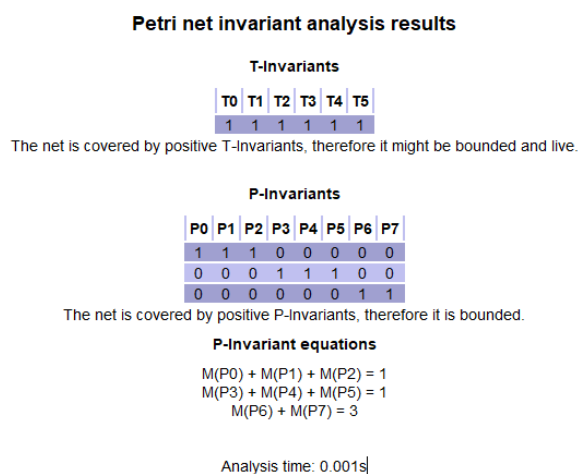 Petri net invariant analysis results
T-Invariants
T0 T1 T2 T3 T4 T5
1 1 1 1 1 1
The net is covered by positive T-Invariants, therefore it might be bounded and live.
P-Invariants
P0 P1 P2 P3 P4 P5 P6 P7
1 1 1 0 0 0 0 0
0 0 0 1 1 1 0 0
0 0 0 0 0 0 1 1
The net is covered by positive P-Invariants, therefore it is bounded.
P-Invariant equations
M(P0) + M(P1) + M(P2) = 1
M(P3) + M(P4) + M(P5) = 1
M(P6) + M(P7) = 3
Analysis time: 0.001s